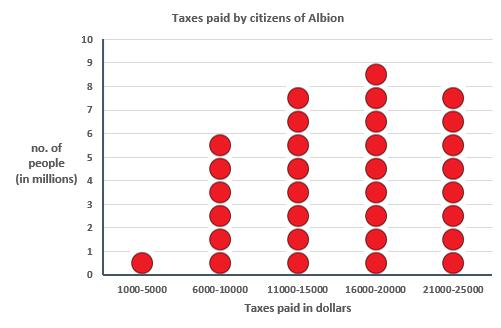 Taxes paid by citizens of Albion
10
9
8
7
6
5
4
3
2
1
0
no. of
people
(in millions)
1000-5000 6000-10000 11000-15000 16000-20000 21000-25000
Taxes paid in dollars